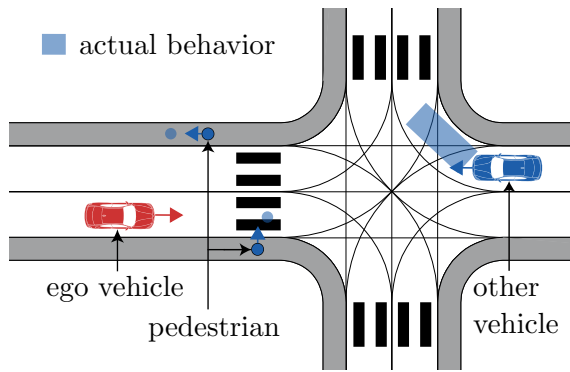 actual behavior
ego vehicle
pedestrian
other
vehicle